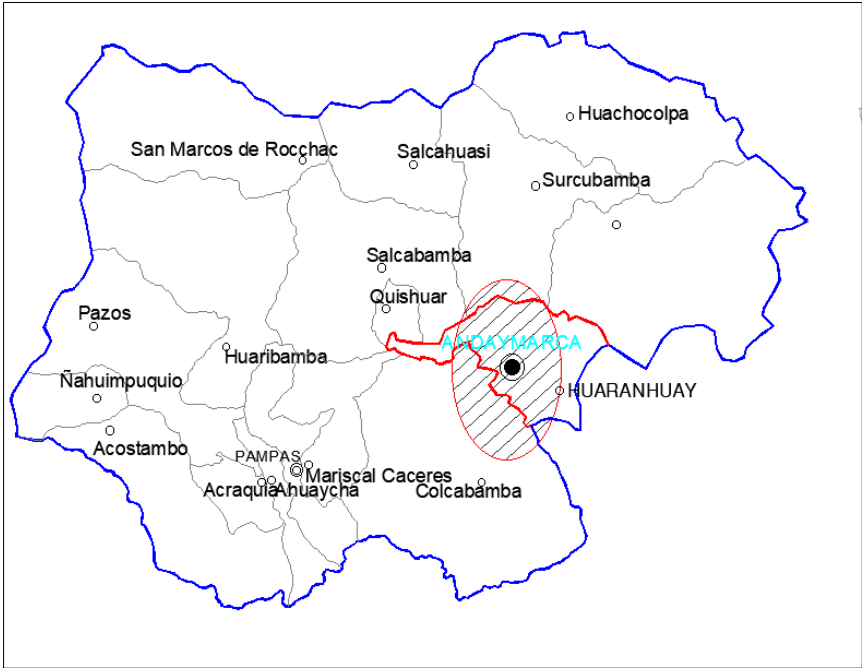 Huachocolpa
San Marcos de Rocchac
Salcahuasi
Surcubamba
Salcabamba
Quishuar
Pazos
ANDAYMARCA
Huaribamba
Ñahuimpuquio
HUARANHUAY
Acostambo
PAMPAS
Mariscal Caceres
Acraquia
Ahuaycha
Colcabamba